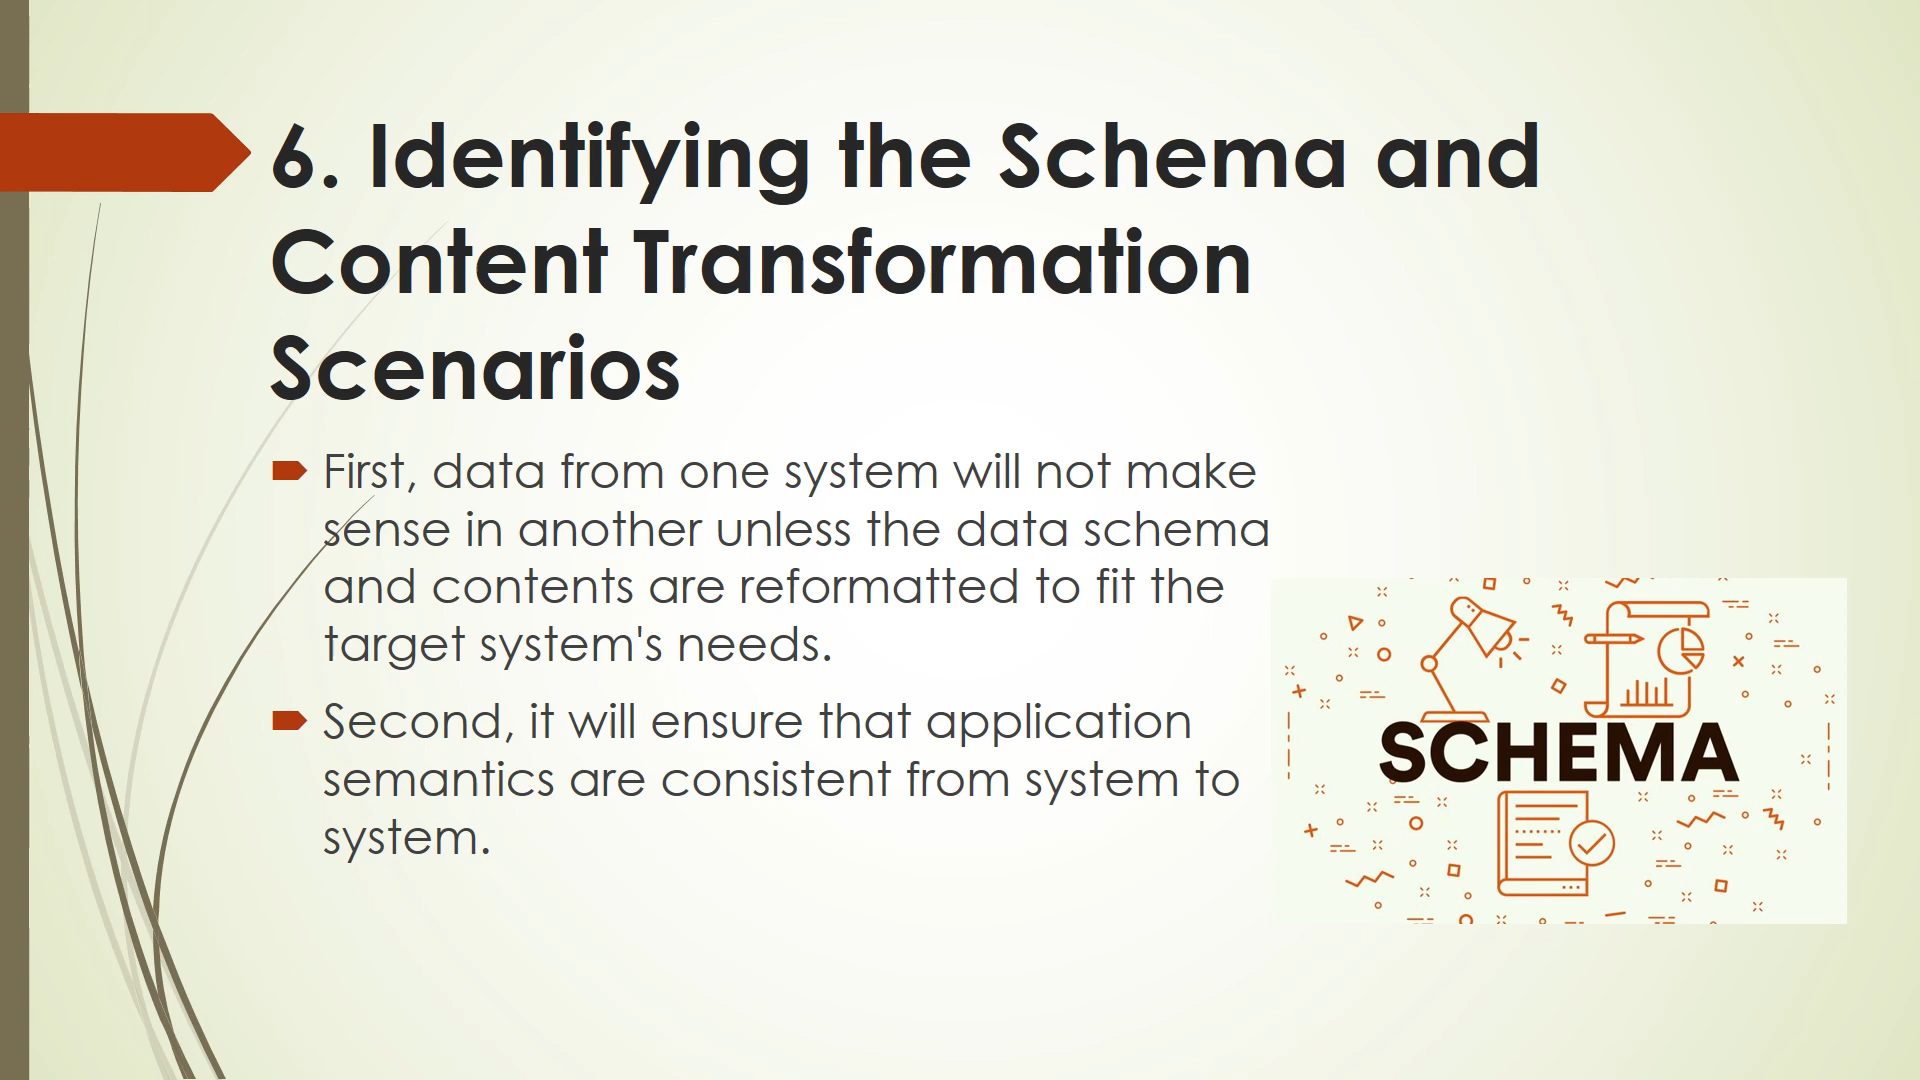 6. Identifying the Schema and
Content Transformation
Scenarios
First, data from one system will not make
sense in another unless the data schema
and contents are reformatted to fit the
target system's needs.
Second, it will ensure that application
semantics are consistent from system to
system.
SCHEMA